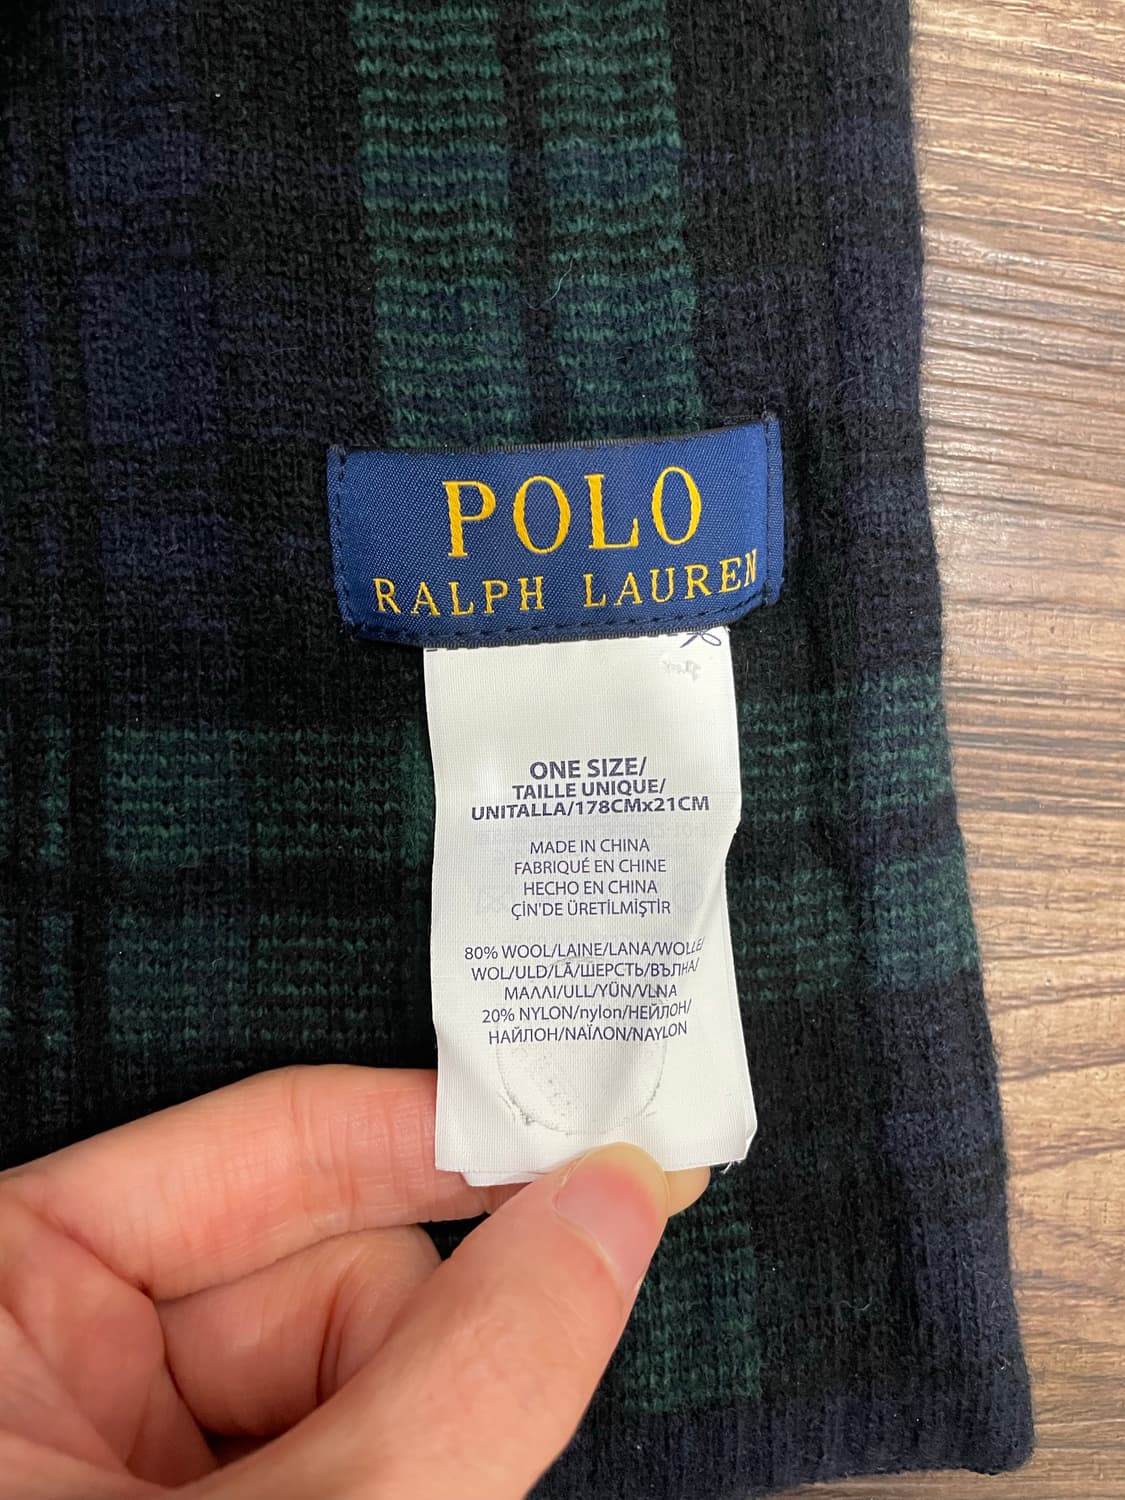 POLO
RALPH LAUREN
ONE SIZE/
TAILLE UNIQUE/
UNITALLA/178CMx21CM
MADE IN CHINA
FABRIQUÉ EN CHINE
HECHO EN CHINA
ÇİN'DE ÜRETİLMİŞTİR
80% WOOL/LAINE/LANA/WOLLE/
WOL/ULD/LÃ/ШЕРСТЬ/ВЪЛНА/
ΜΑΛΛΙ/ULL/YÜN/VLNA
20% NYLON/nylon/НЕЙЛОН/
НАЙЛОН/ΝΑΪΛΟΝ/NAYLON